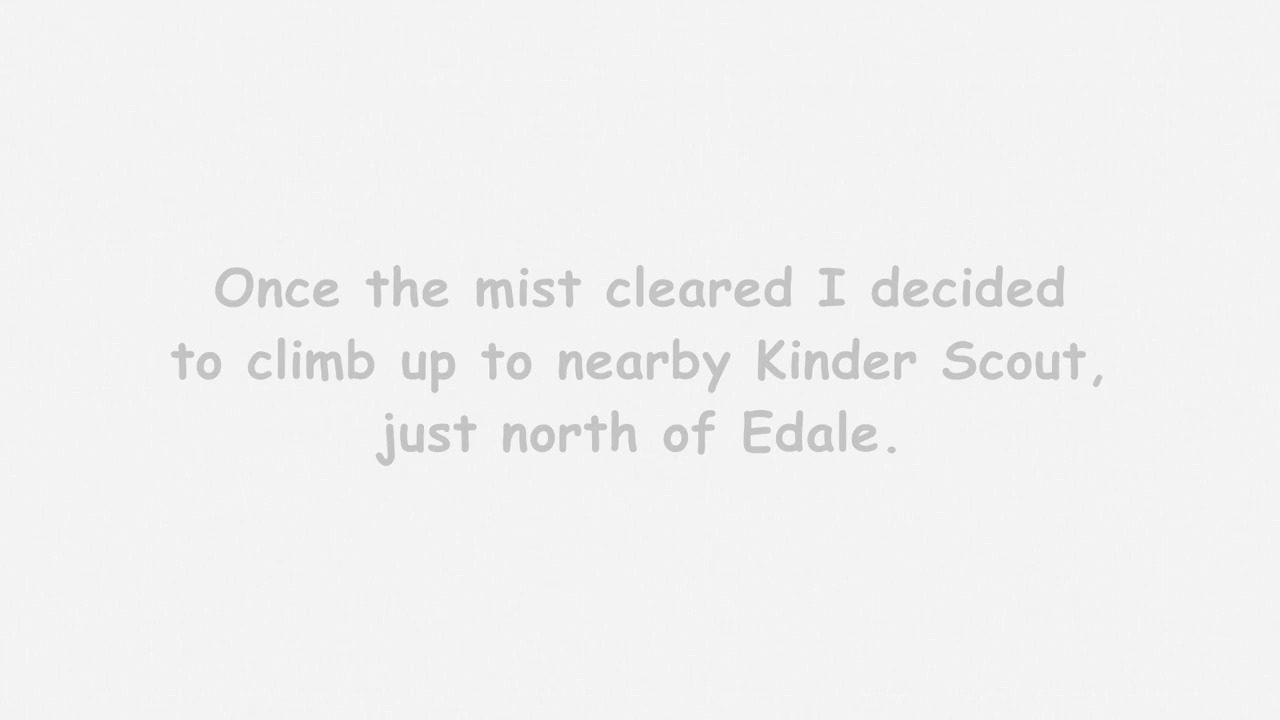 Once the mist cleared I decided
to climb up to nearby Kinder Scout,
just north of Edale.